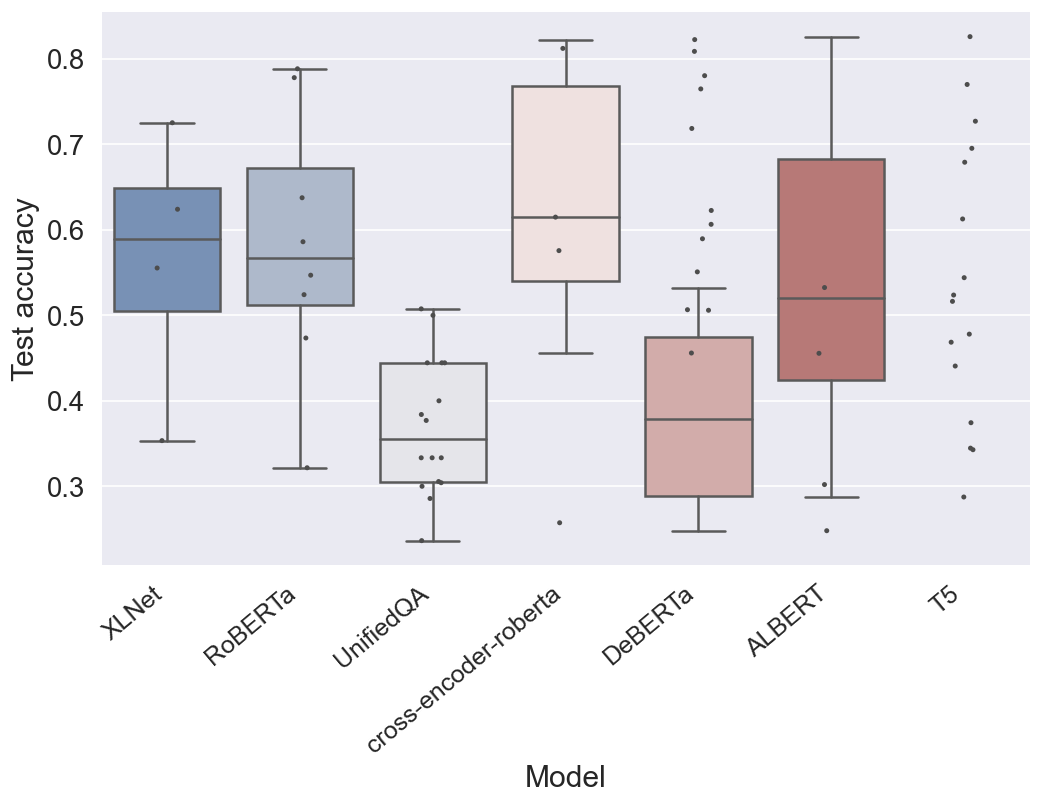 Test accuracy
0.8
0.7
0.6
0.5
0.4
0.3
XLNet
RoBERTa
UnifiedQA
cross-encoder-roberta
DeBERTa
ALBERT
T5
Model